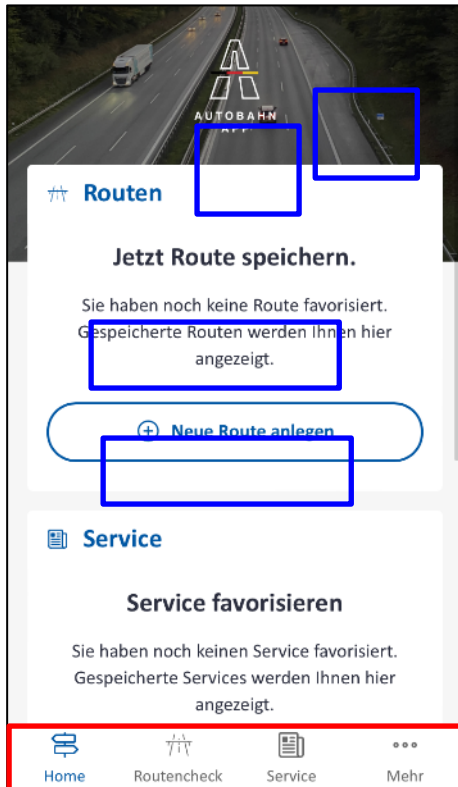 AUTOBAHN
APP
Routen
Jetzt Route speichern.
Sie haben noch keine Route favorisiert.
Gespeicherte Routen werden Ihnen hier
angezeigt.
Neue Route anlegen
Service
Service favorisieren
Sie haben noch keinen Service favorisiert.
Gespeicherte Services werden Ihnen hier
angezeigt.
Home Routencheck Service Mehr